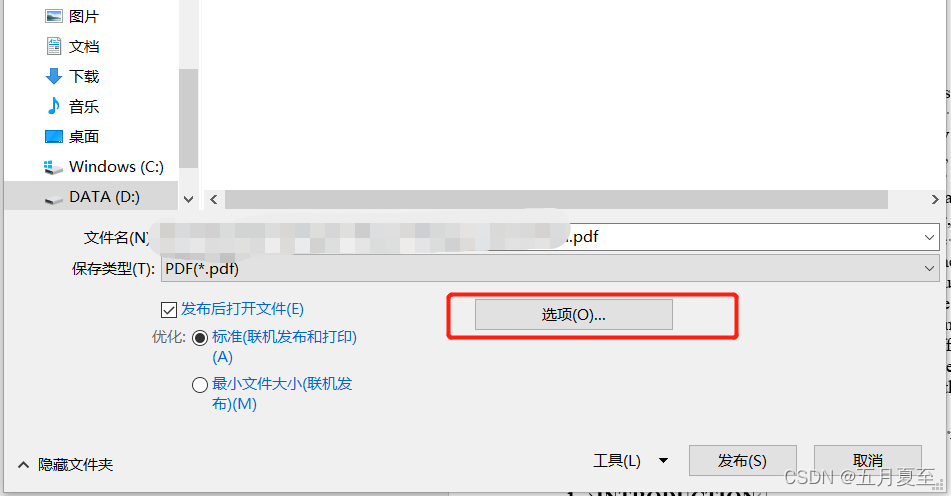 图片
文档
下载
音乐
桌面
Windows (C:)
DATA (D:)
文件名(N)
..pdf
保存类型(T):
PDF(*.pdf)
发布后打开文件(E)
选项(O)...
优化:
标准(联机发布和打印)
(A)
最小文件大小(联机发
布)(M)
隐藏文件夹
工具(L)
发布(S)
取消
CSDN @五月夏至
INTRODUCTION